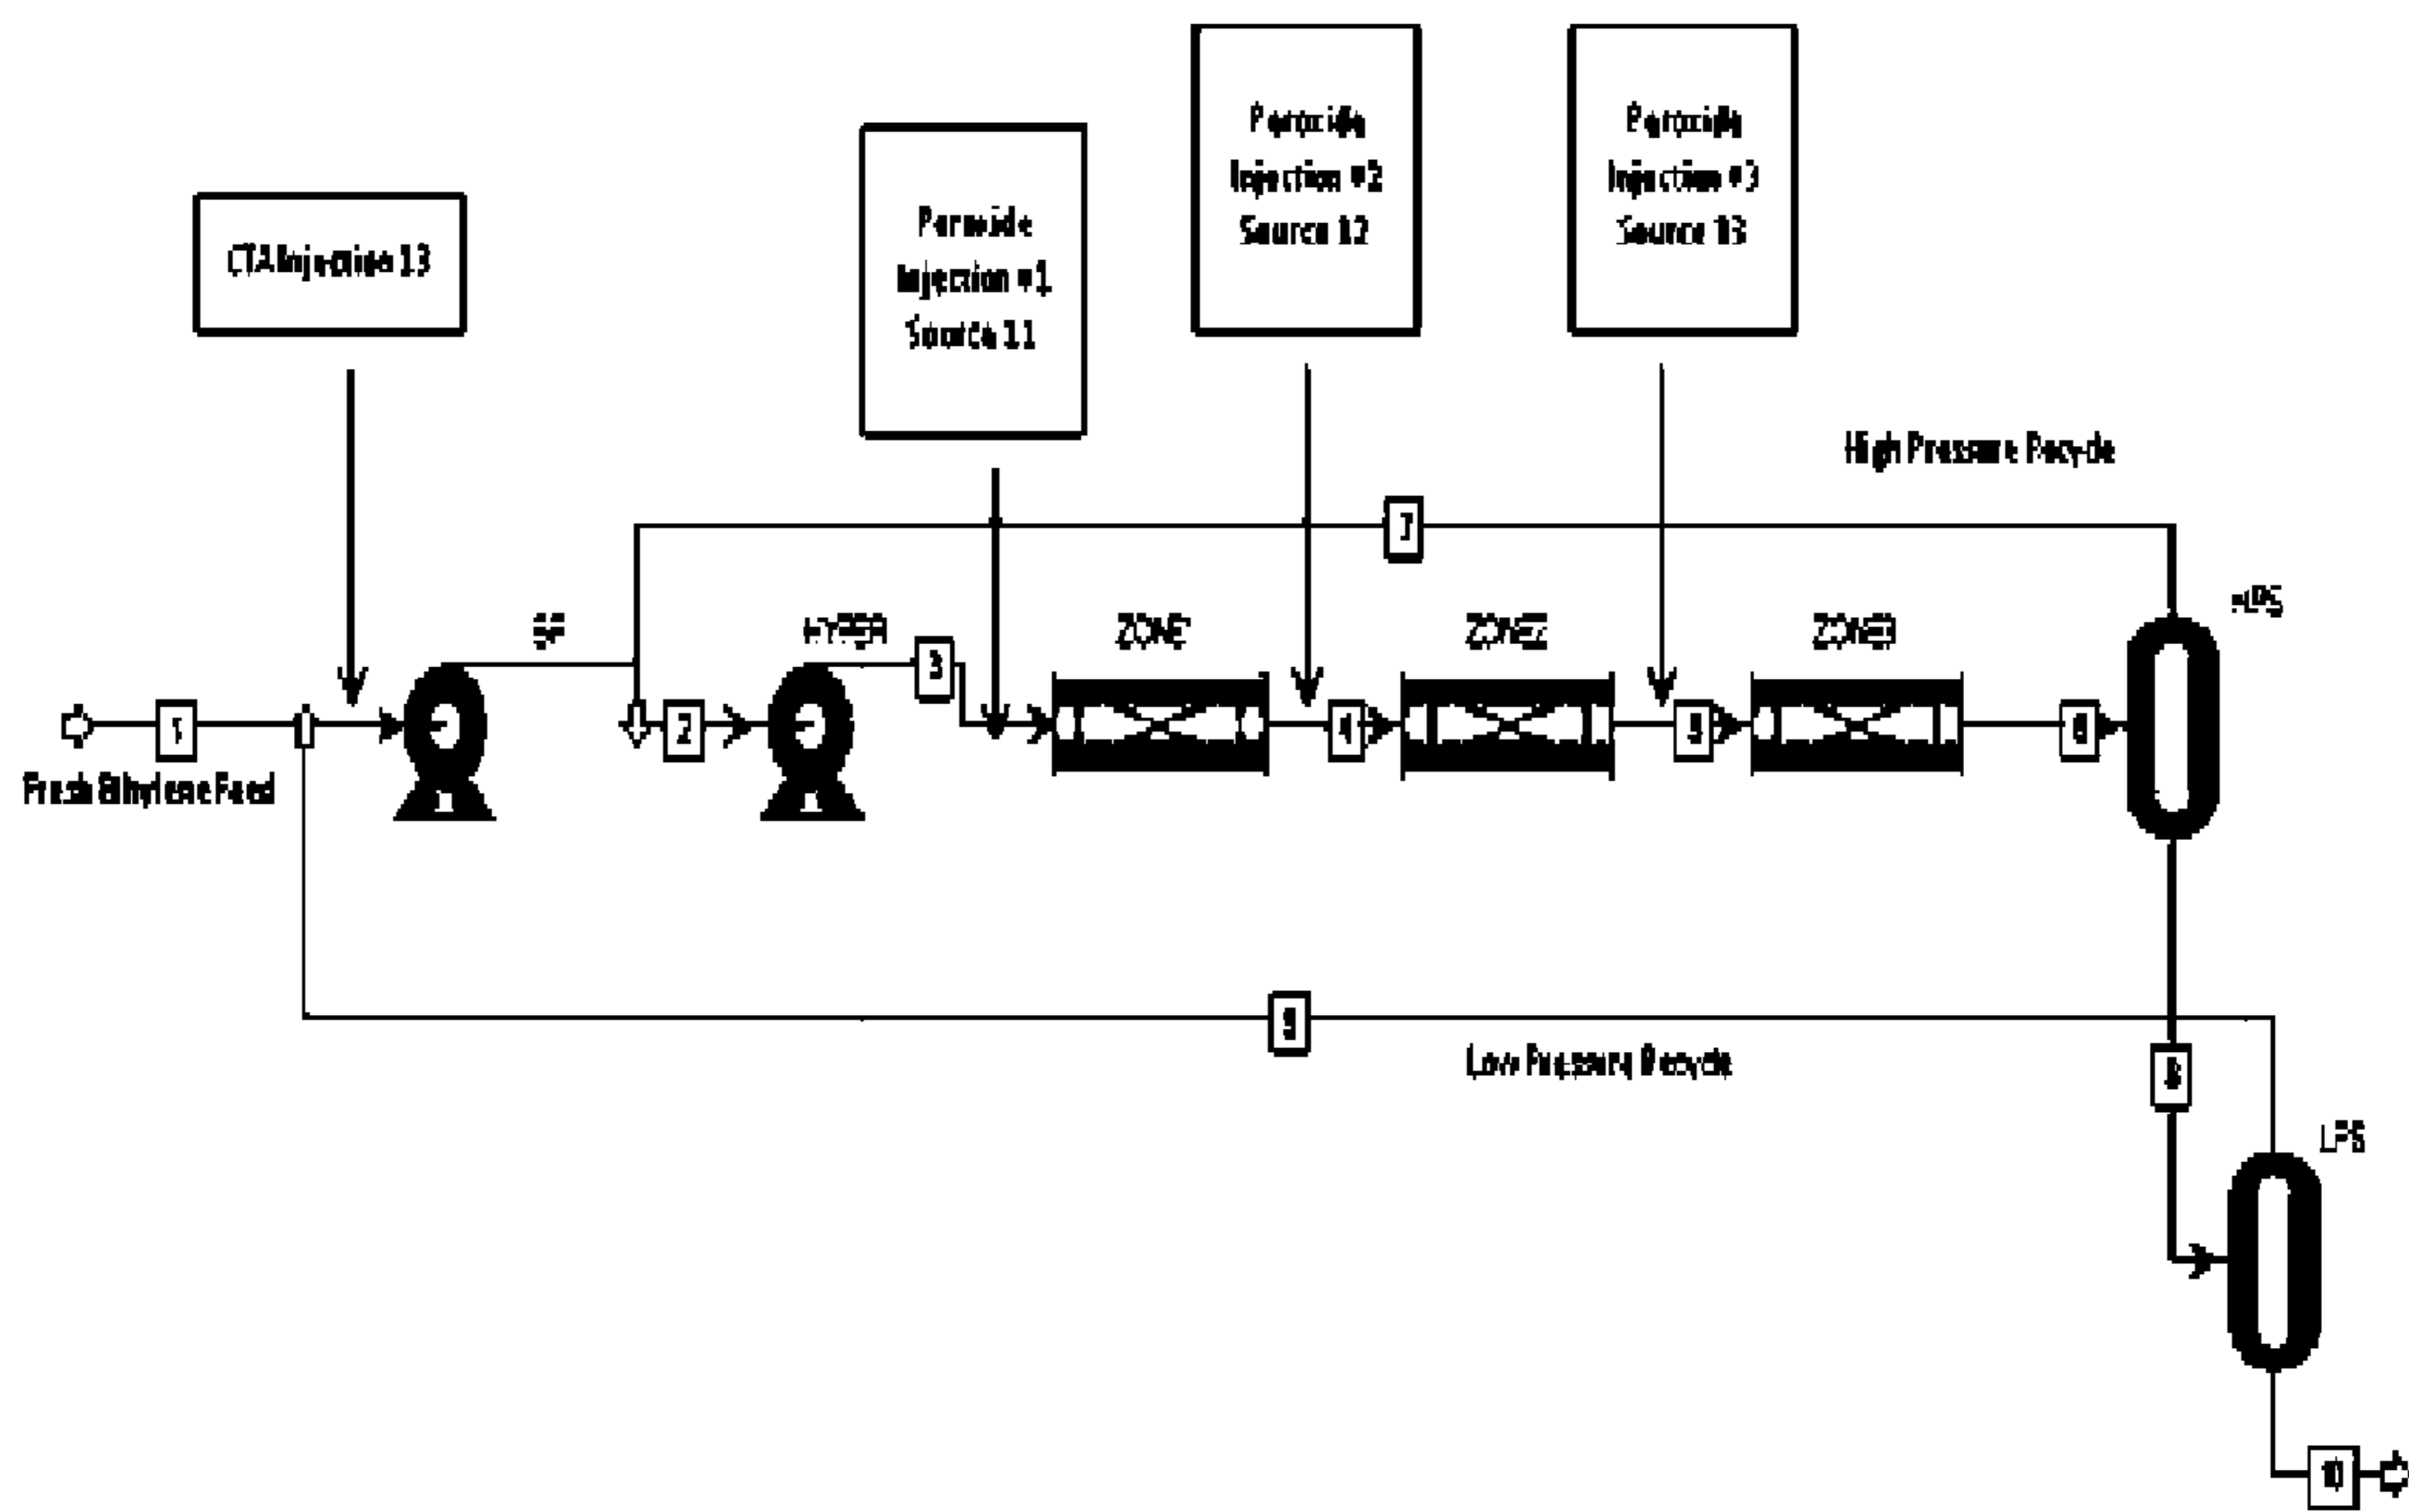 CTA Injection 13
Peroxide
Injection #1
Source 11
Peroxide
Injection #2
Source 12
Peroxide
Injection #3
Source 13
High Pressure Recycle
7
HPS
ZONE2
ZONE3
3
1
2
4
5
6
Fresh Ethylene Feed
9
Low Pressure Recycle
8
LPS
10